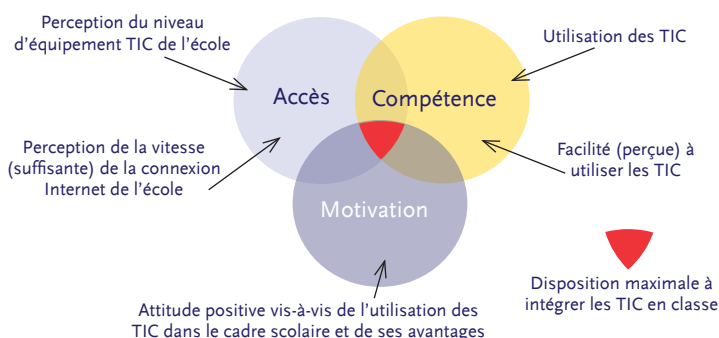 Perception du niveau
d'équipement TIC de l'école
Utilisation des TIC
Accès
Compétence
Perception de la vitesse
(suffisante) de la connexion
Internet de l'école
Facilité (perçue) à
utiliser les TIC
Motivation
Disposition maximale à
intégrer les TIC en classe
Attitude positive vis-à-vis de l'utilisation des
TIC dans le cadre scolaire et de ses avantages